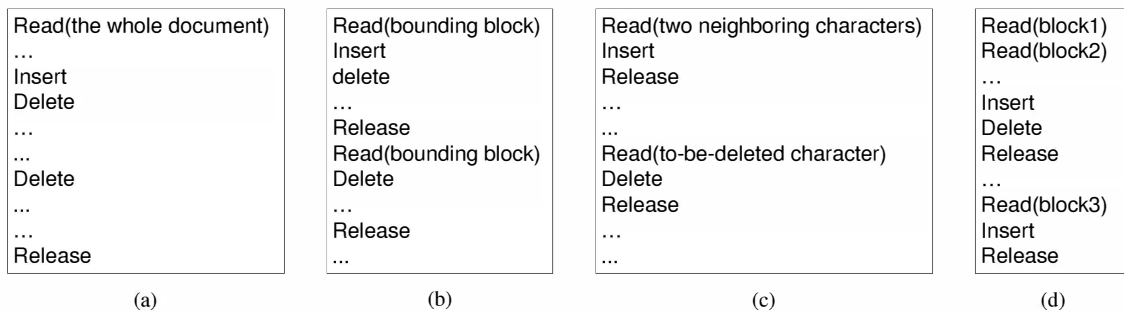 Read(the whole document)
…
Insert
Delete
…
...
Delete
...
…
Release
(a)
Read(bounding block)
Insert
delete
…
Release
Read(bounding block)
Delete
…
Release
...
(b)
Read(two neighboring characters)
Insert
Release
…
...
Read(to-be-deleted character)
Delete
Release
…
...
(c)
Read(block1)
Read(block2)
…
Insert
Delete
Release
…
Read(block3)
Insert
Release
(d)